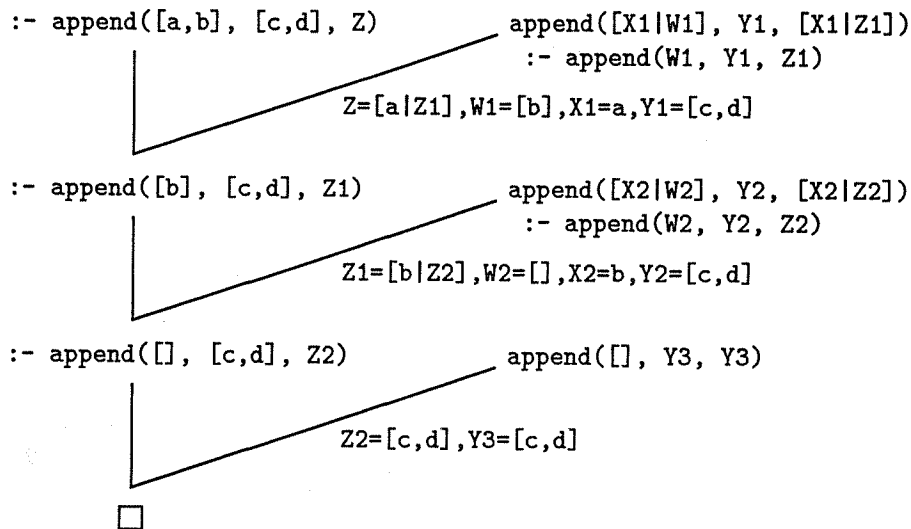 :- append([a,b], [c,d], Z)
append([X1|W1], Y1, [X1|Z1])
:- append(W1, Y1, Z1)
Z=[a|Z1],W1=[b],X1=a,Y1=[c,d]
:- append([b], [c,d], Z1)
append([X2|W2], Y2, [X2|Z2])
:- append(W2, Y2, Z2)
Z1=[b|Z2],W2=[],X2=b,Y2=[c,d]
:- append([], [c,d], Z2)
append([], Y3, Y3)
Z2=[c,d],Y3=[c,d]